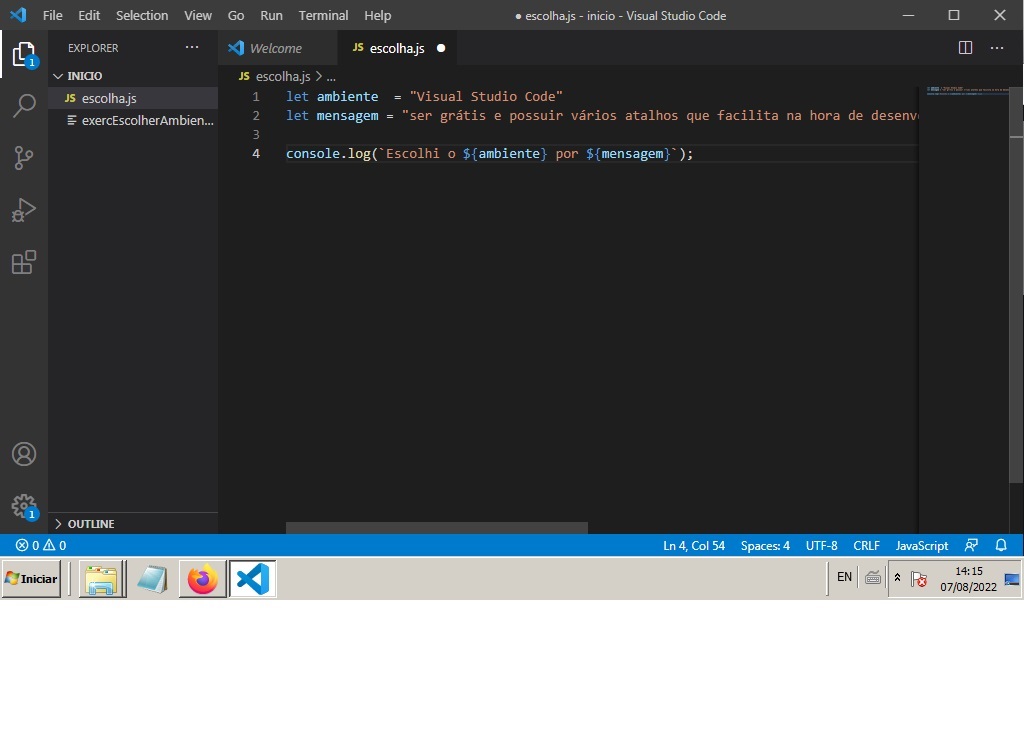 File Edit Selection View Go Run Terminal Help ● escolha.js - inicio - Visual Studio Code
EXPLORER ... Welcome JS escolha.js ● ...
INICIO JS escolha.js > ...
JS escolha.js
exercEscolherAmbien...
1 let ambiente  = "Visual Studio Code"
2 let mensagem = "ser grátis e possuir vários atalhos que facilita na hora de desenv
3
4 console.log(`Escolhi o ${ambiente} por ${mensagem}`);
1
1
OUTLINE
0 0 Ln 4, Col 54 Spaces: 4 UTF-8 CRLF JavaScript
Iniciar EN 14:15
07/08/2022